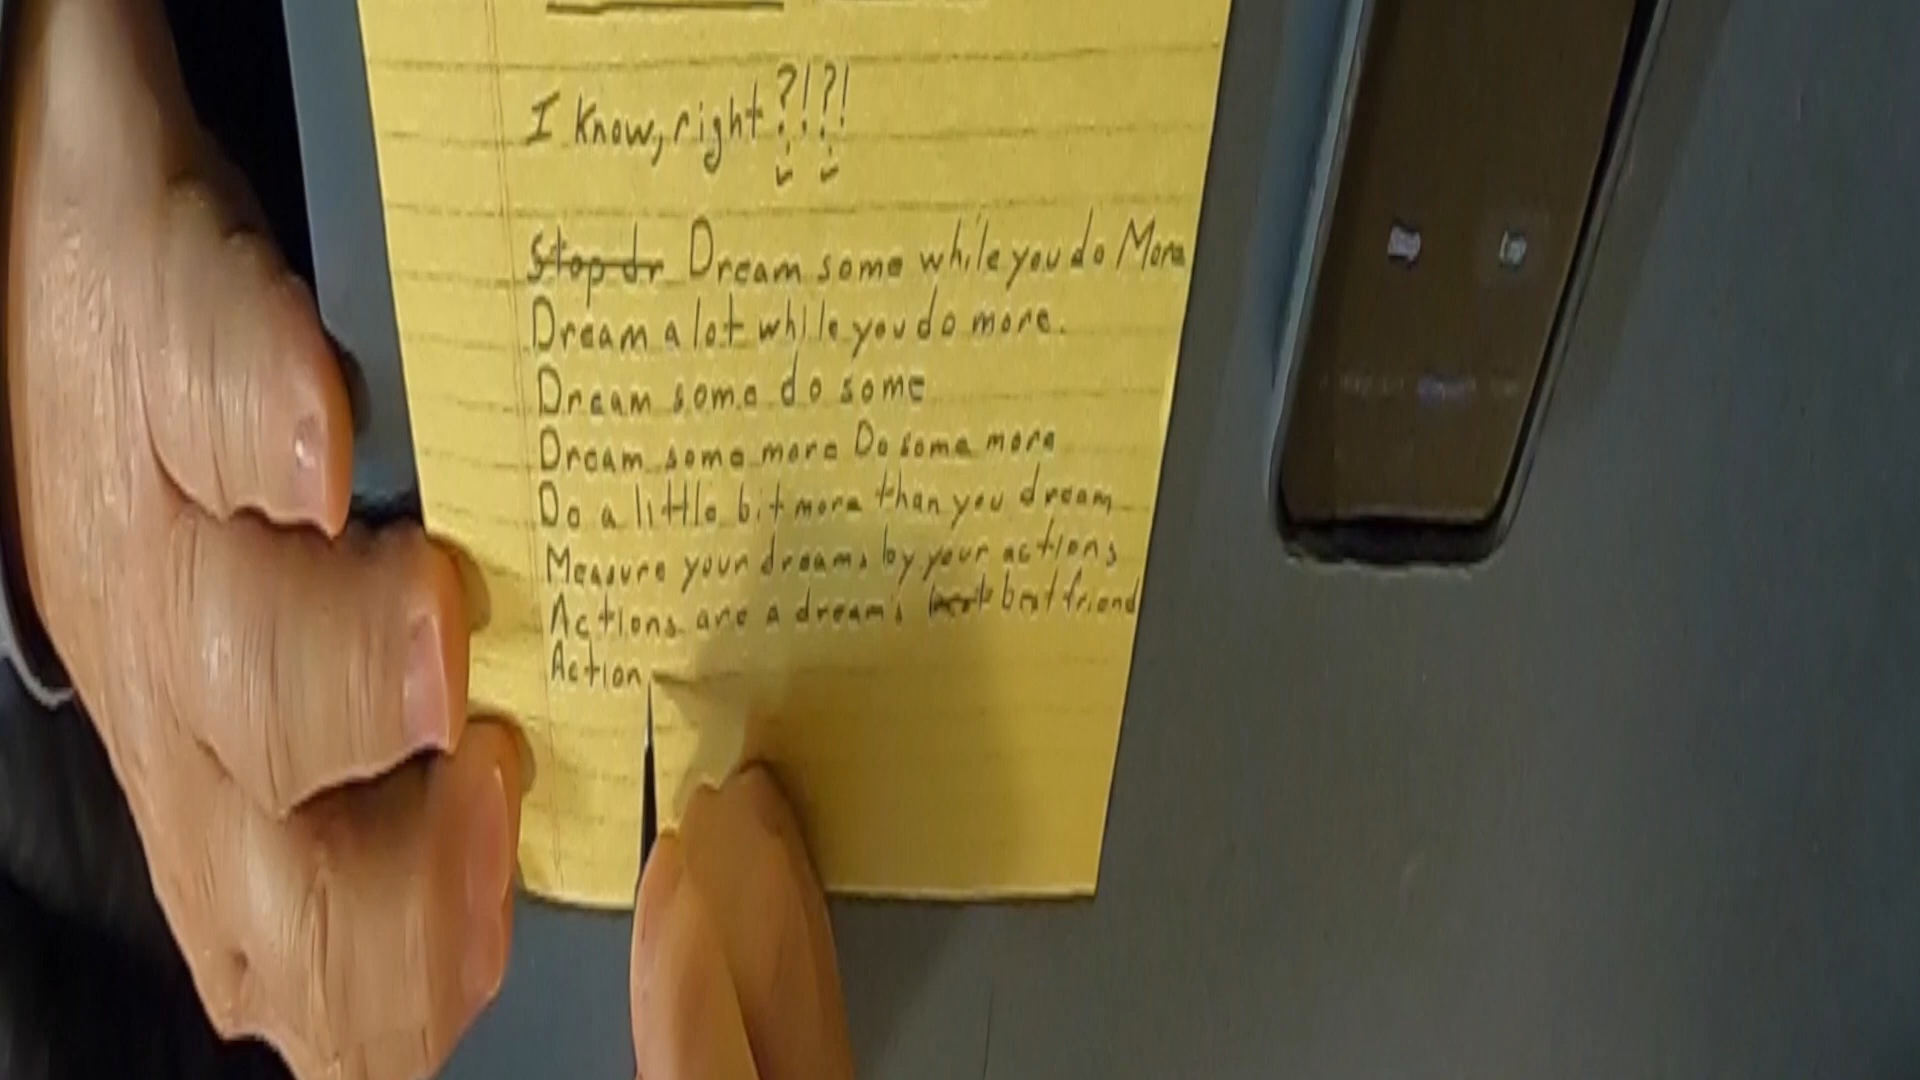 I know, right?!?!
Stop dr Dream some while you do More
Dream a lot while you do more.
Dream some do some
Dream some more Do some more
Do a little bit more than you dream
Measure your dreams by your actions
Actions are a dream's best friend
Action